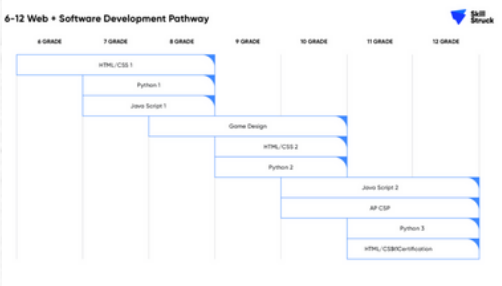 6-12 Web + Software Development Pathway
Skill
Struck
6 GRADE
7 GRADE
8 GRADE
9 GRADE
10 GRADE
11 GRADE
12 GRADE
HTML/CSS 1
Python 1
Java Script 1
Game Design
HTML/CSS 2
Python 2
Java Script 2
AP CSP
Python 3